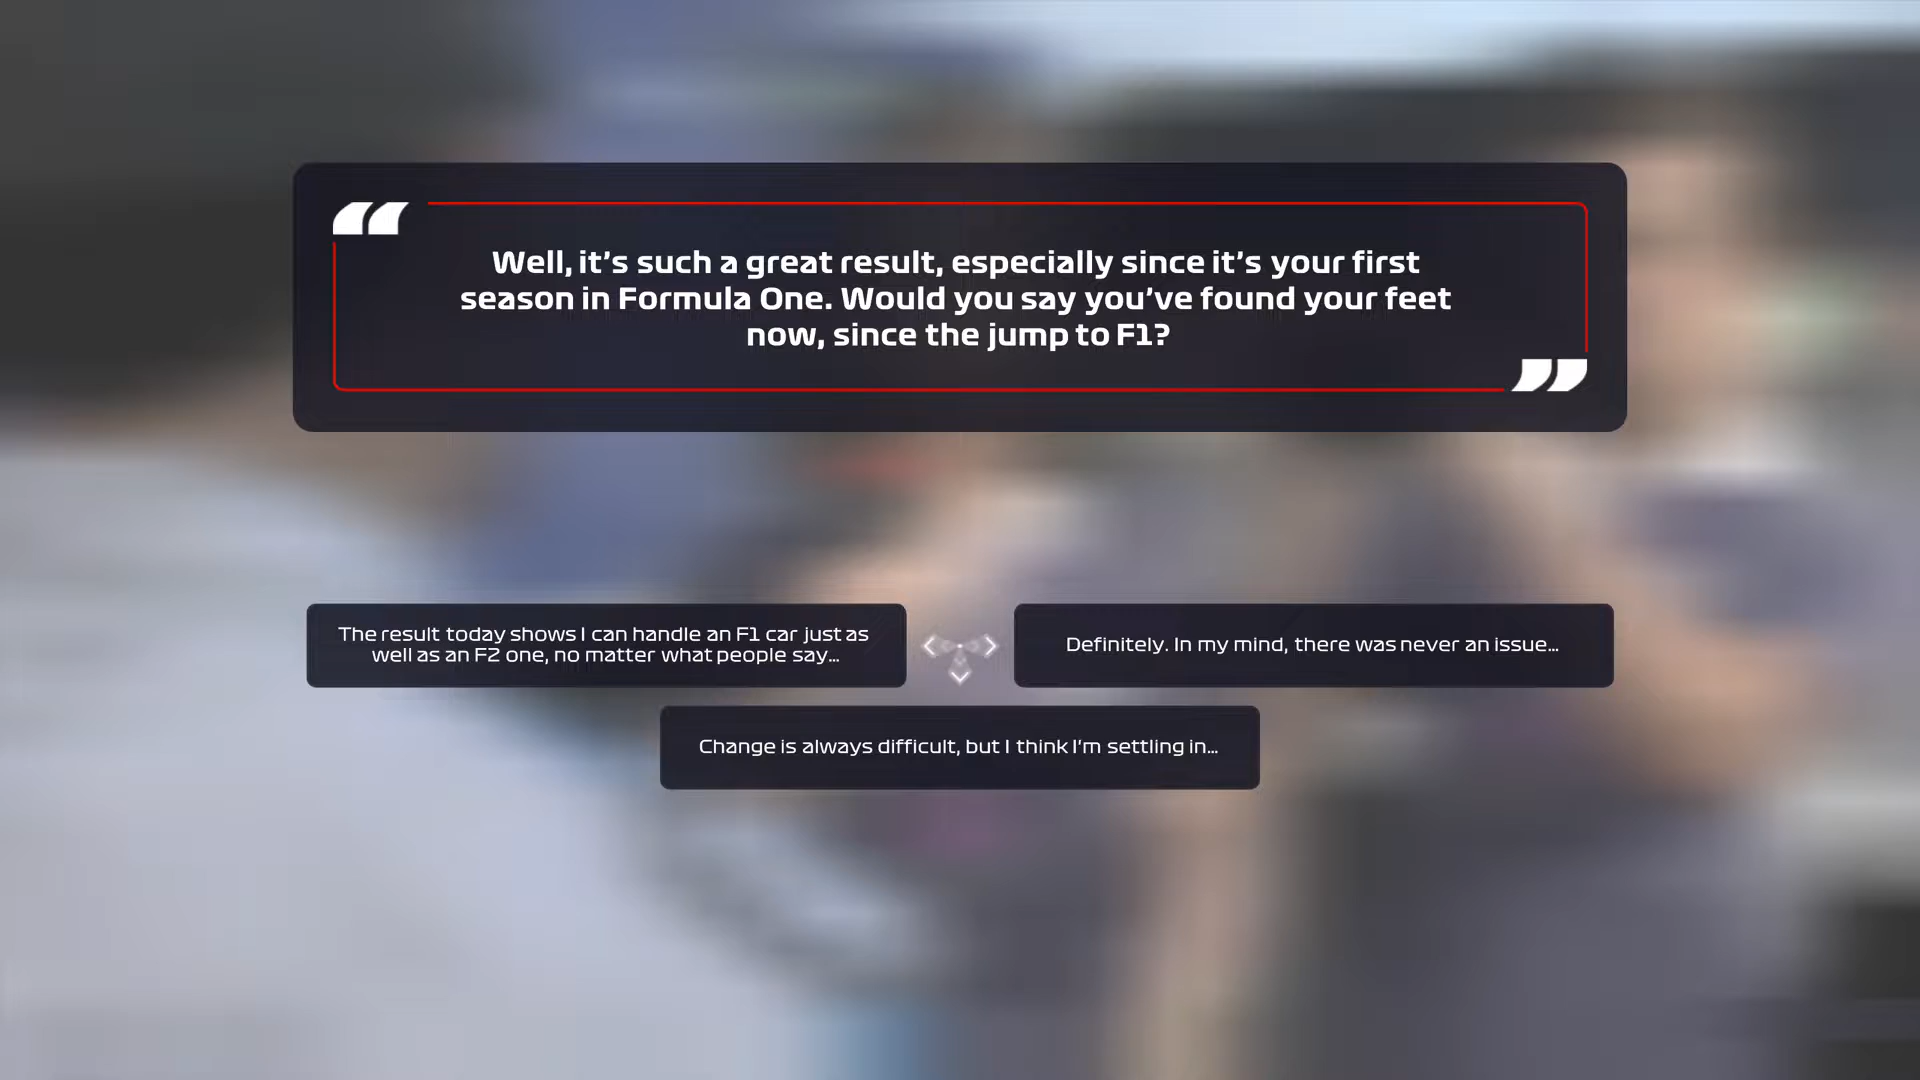 Well, it’s such a great result, especially since it’s your first
season in Formula One. Would you say you’ve found your feet
now, since the jump to F1?
The result today shows I can handle an F1 car just as
well as an F2 one, no matter what people say...
Definitely. In my mind, there was never an issue...
Change is always difficult, but I think I’m settling in...